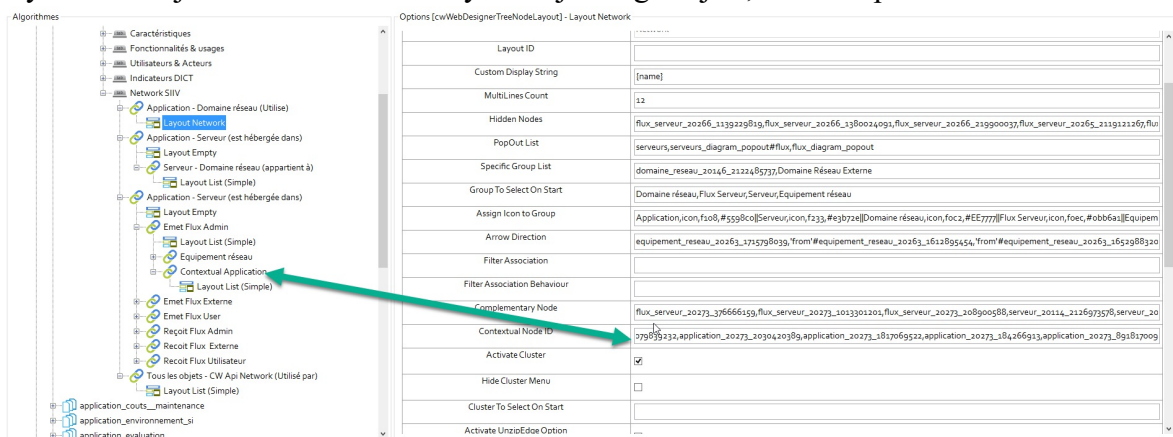 Algorithmes
Caractéristiques
Fonctionnalités & usages
Utilisateurs & Acteurs
Indicateurs DICT
Network SIIV
Application - Domaine réseau (Utilise)
Layout Network
Application - Serveur (est hébergée dans)
Layout Empty
Serveur - Domaine réseau (appartient à)
Layout List (Simple)
Application - Serveur (est hébergée dans)
Layout Empty
Emet Flux Admin
Layout List (Simple)
Equipement réseau
Contextual Application
Layout List (Simple)
Emet Flux Externe
Emet Flux User
Reçoit Flux Admin
Recoit Flux Externe
Recoit Flux Utilisateur
Tous les objets - CW Api Network (Utilisé par)
Layout List (Simple)
application_couts__maintenance
application_environnement_si
application_evaluation
Options [cwWebDesignerTreeNodeLayout] - Layout Network
Layout ID
Custom Display String [name]
MultiLines Count 12
Hidden Nodes flux_serveur_20266_1139229819,flux_serveur_20266_1380024091,flux_serveur_20266_219900037,flux_serveur_20265_2119121267,flu
PopOut List serveurs,serveurs_diagram_popout#flux,flux_diagram_popout
Specific Group List domaine_reseau_20146_2122485737,Domaine Réseau Externe
Group To Select On Start Domaine réseau,Flux Serveur,Serveur,Equipement réseau
Assign Icon to Group Application,icon,f108,#5598c0||Serveur,icon,f233,#e3b72e||Domaine réseau,icon,f0c2,#EE7777||Flux Serveur,icon,f0ec,#0bb6a1||Equipem
Arrow Direction equipement_reseau_20263_1715798039,'from'#equipement_reseau_20263_1612895454,'from'#equipement_reseau_20263_1652988320
Filter Association
Filter Association Behaviour
Complementary Node flux_serveur_20273_376666159,flux_serveur_20273_1013301201,flux_serveur_20273_208900588,serveur_20114_2126973578,serveur_20
Contextual Node ID 079839232,application_20273_2030420389,application_20273_1817069522,application_20273_184266913,application_20273_891817009
Activate Cluster
Hide Cluster Menu
Cluster To Select On Start
Activate UnzipEdge Option